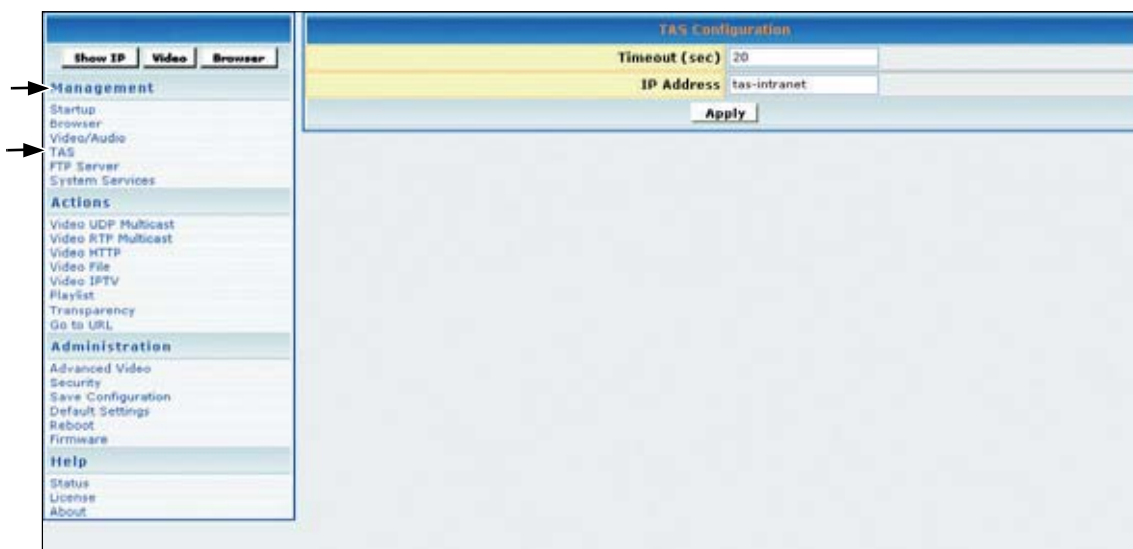 Show IP Video Browser
Management
Startup
Browser
Video/Audio
TAS
FTP Server
System Services
Actions
Video UDP Multicast
Video RTP Multicast
Video HTTP
Video File
Video IPTV
Playlist
Transparency
Go to URL
Administration
Advanced Video
Security
Save Configuration
Default Settings
Reboot
Firmware
Help
Status
License
About
TAS Configuration
Timeout (sec) 20
IP Address tas-intranet
Apply